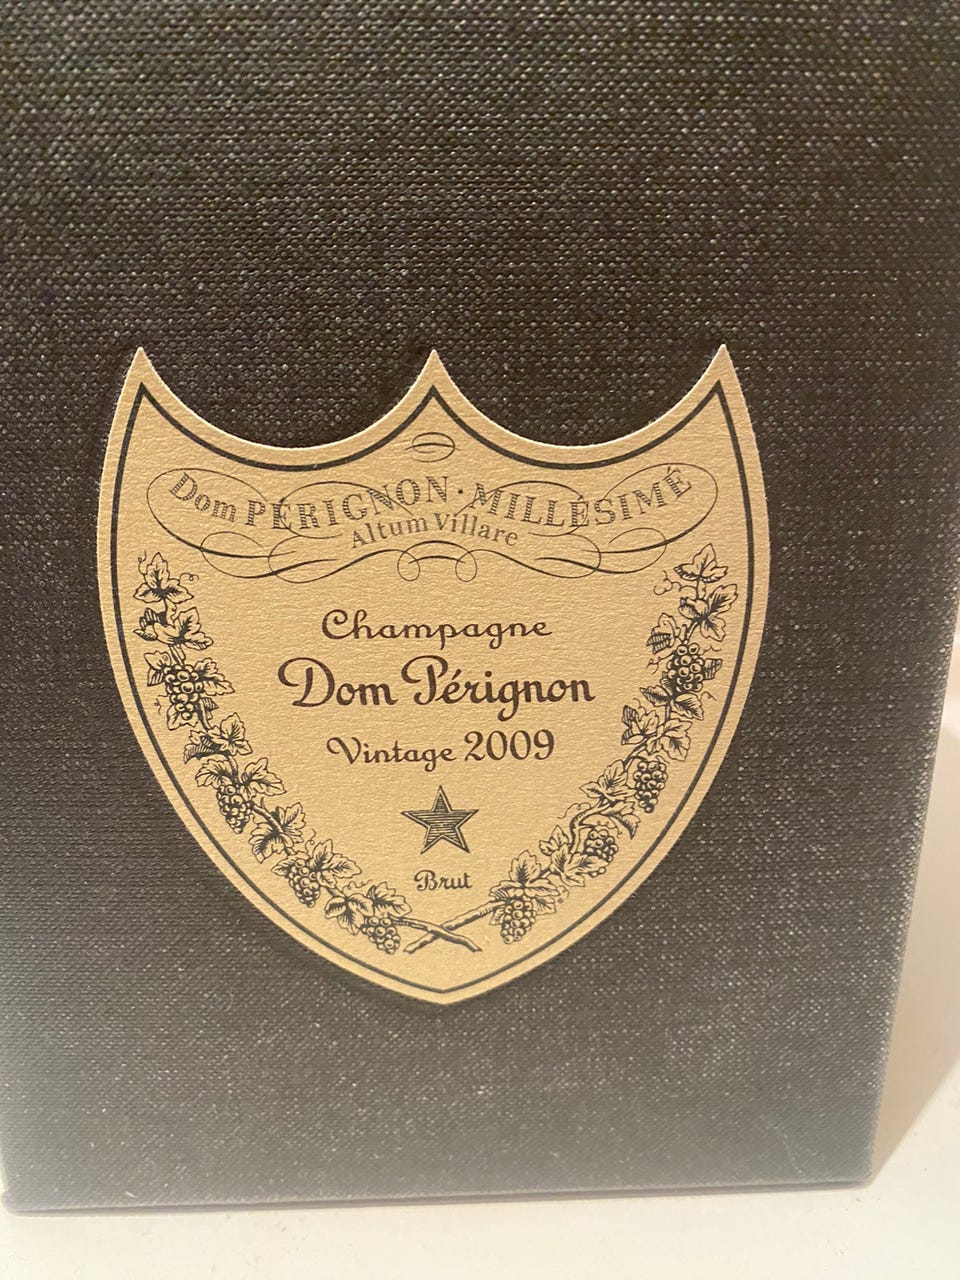 Dom PÉRIGNON · MILLÉSIMÉ
Altum Villare
Champagne
Dom Pérignon
Vintage 2009
Brut